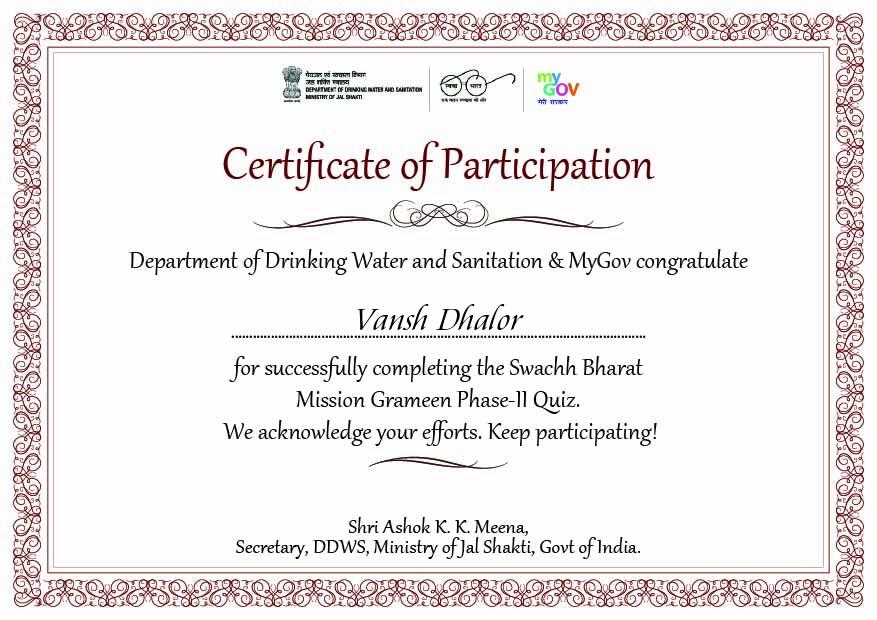 पेयजल एवं स्वच्छता विभाग
जल शक्ति मंत्रालय
DEPARTMENT OF DRINKING WATER AND SANITATION
MINISTRY OF JAL SHAKTI
स्वच्छ भारत
एक कदम स्वच्छता की ओर
my
GOV
मेरी सरकार
Certificate of Participation
Department of Drinking Water and Sanitation & MyGov congratulate
Vansh Dhalor
for successfully completing the Swachh Bharat
Mission Grameen Phase-II Quiz.
We acknowledge your efforts. Keep participating!
Shri Ashok K. K. Meena,
Secretary, DDWS, Ministry of Jal Shakti, Govt of India.